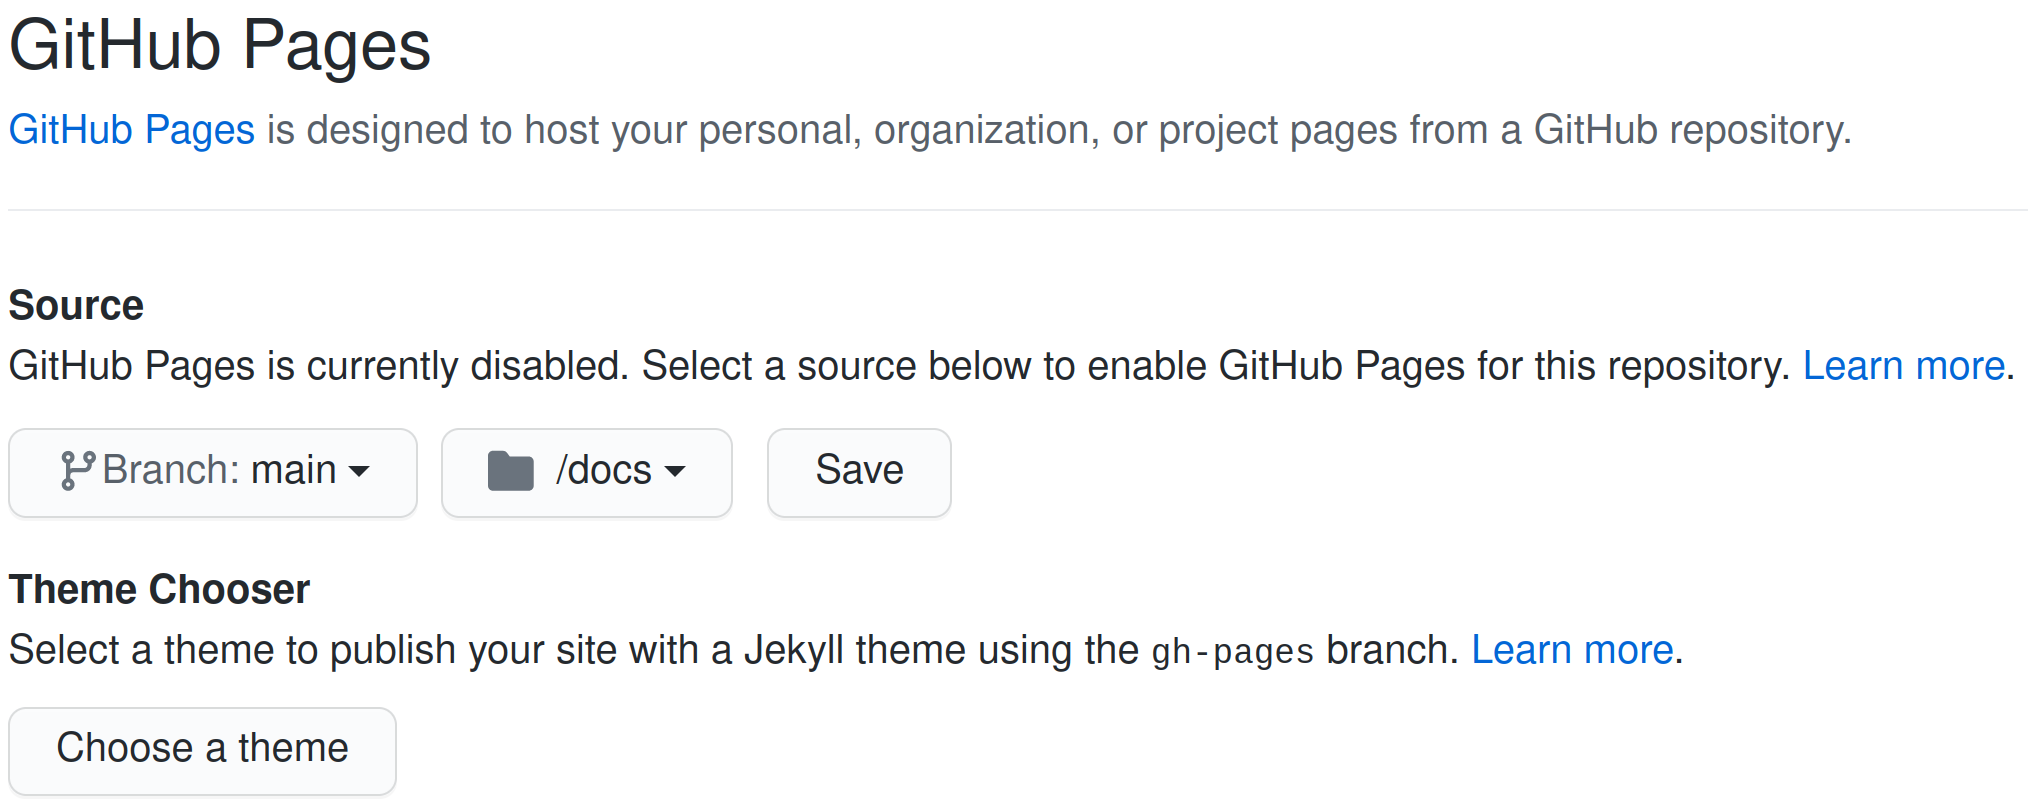 GitHub Pages
GitHub Pages is designed to host your personal, organization, or project pages from a GitHub repository.
Source
GitHub Pages is currently disabled. Select a source below to enable GitHub Pages for this repository. Learn more.
Branch: main /docs Save
Theme Chooser
Select a theme to publish your site with a Jekyll theme using the gh-pages branch. Learn more.
Choose a theme